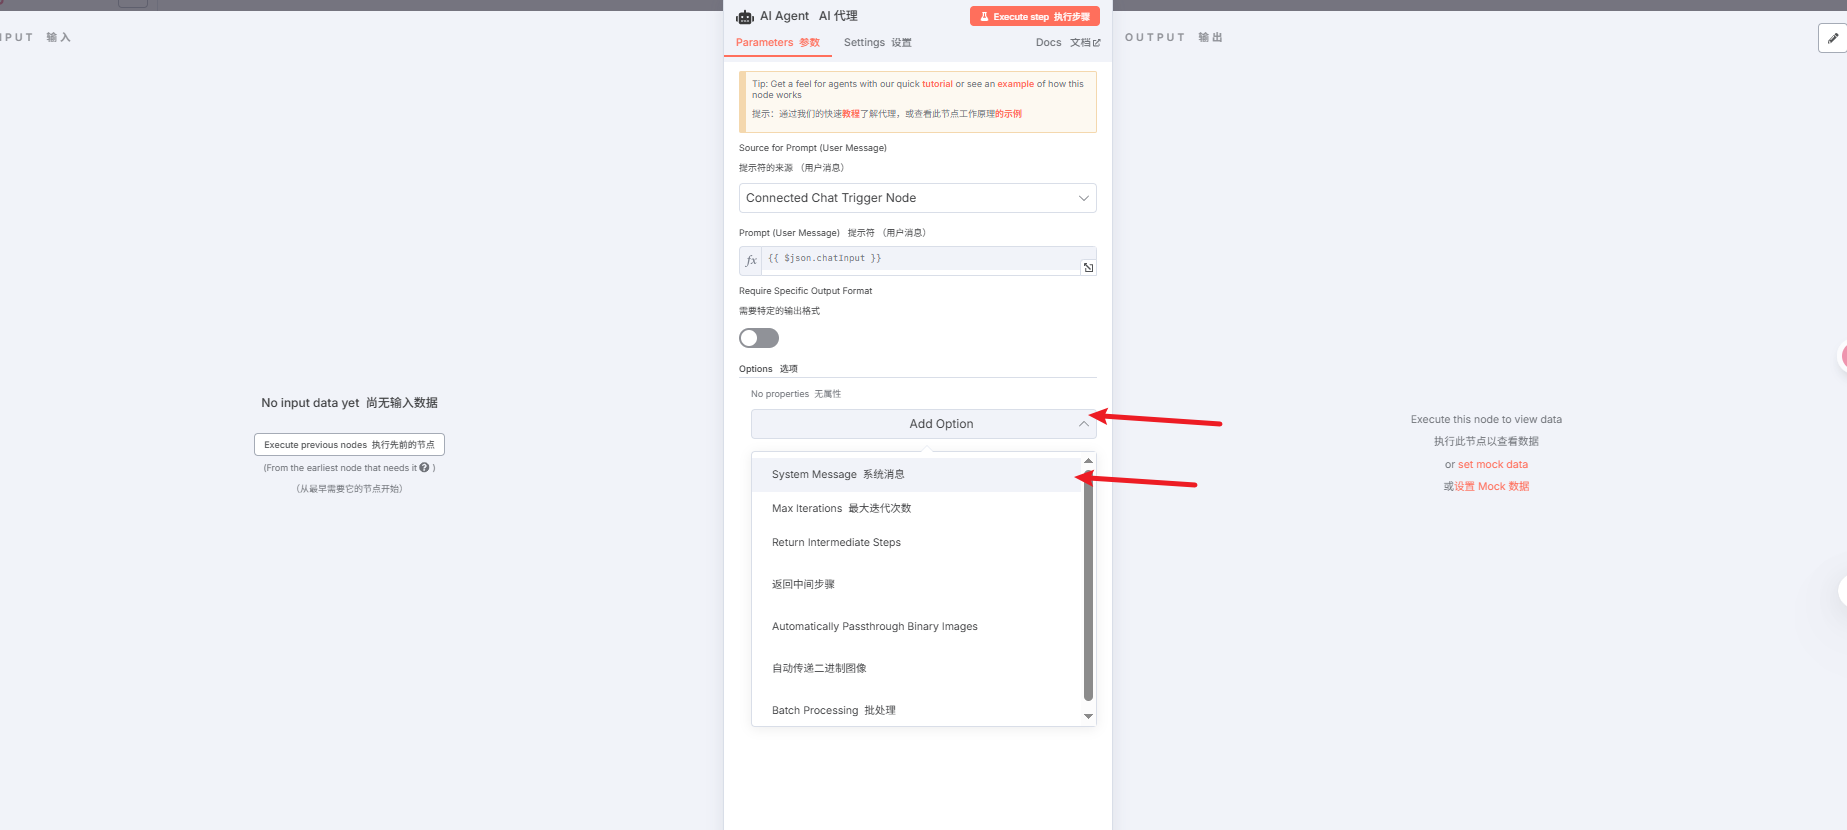 AI Agent AI 代理
Execute step 执行步骤
Parameters 参数
Settings 设置
Docs 文档
NPUT 输入
OUTPUT 输出
Tip: Get a feel for agents with our quick tutorial or see an example of how this
node works
提示：通过我们的快速教程了解代理，或查看此节点工作原理的示例
Source for Prompt (User Message)
提示符的来源 （用户消息）
Connected Chat Trigger Node
Prompt (User Message) 提示符 （用户消息）
fx {{ $json.chatInput }}
Require Specific Output Format
需要特定的输出格式
Options 选项
No properties 无属性
Add Option
System Message 系统消息
Max Iterations 最大迭代次数
Return Intermediate Steps
返回中间步骤
Automatically Passthrough Binary Images
自动传递二进制图像
Batch Processing 批处理
No input data yet 尚无输入数据
Execute previous nodes 执行先前的节点
(From the earliest node that needs it ? )
（从最早需要它的节点开始）
Execute this node to view data
执行此节点以查看数据
or set mock data
或设置 Mock 数据